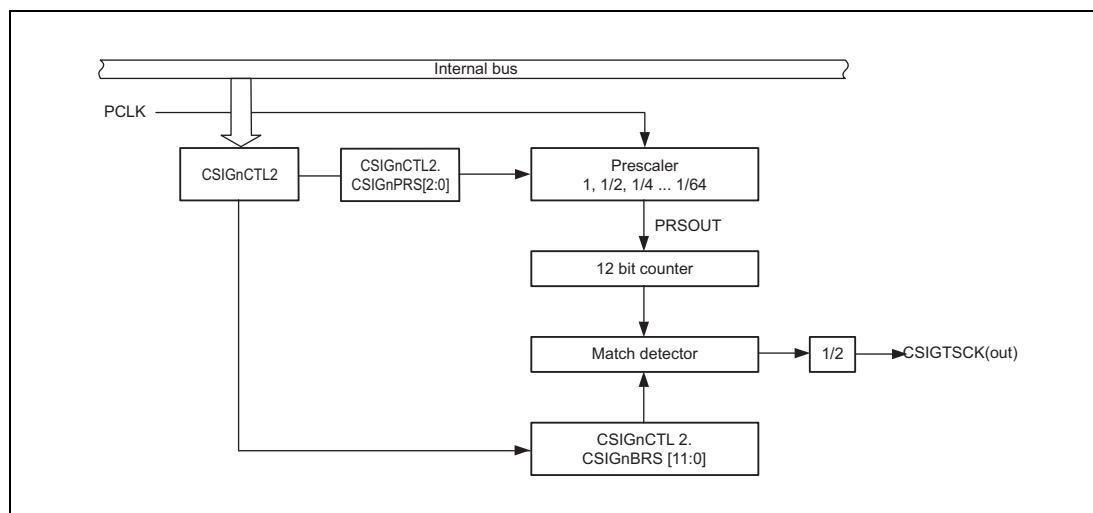 Internal bus
PCLK
CSIGnCTL2
CSIGnCTL2.
CSIGnPRS[2:0]
Prescaler
1, 1/2, 1/4 ... 1/64
PRSOUT
12 bit counter
Match detector
1/2
CSIGTSCK(out)
CSIGnCTL 2.
CSIGnBRS [11:0]